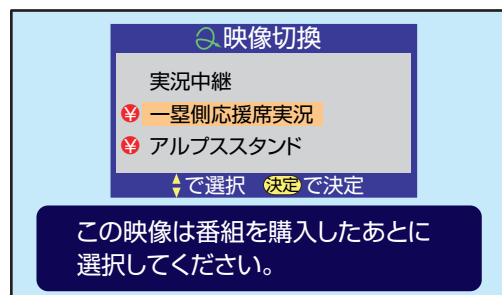 映像切換
実況中継
¥ 一塁側応援席実況
¥ アルプススタンド
で選択 決定で決定
この映像は番組を購入したあとに
選択してください。